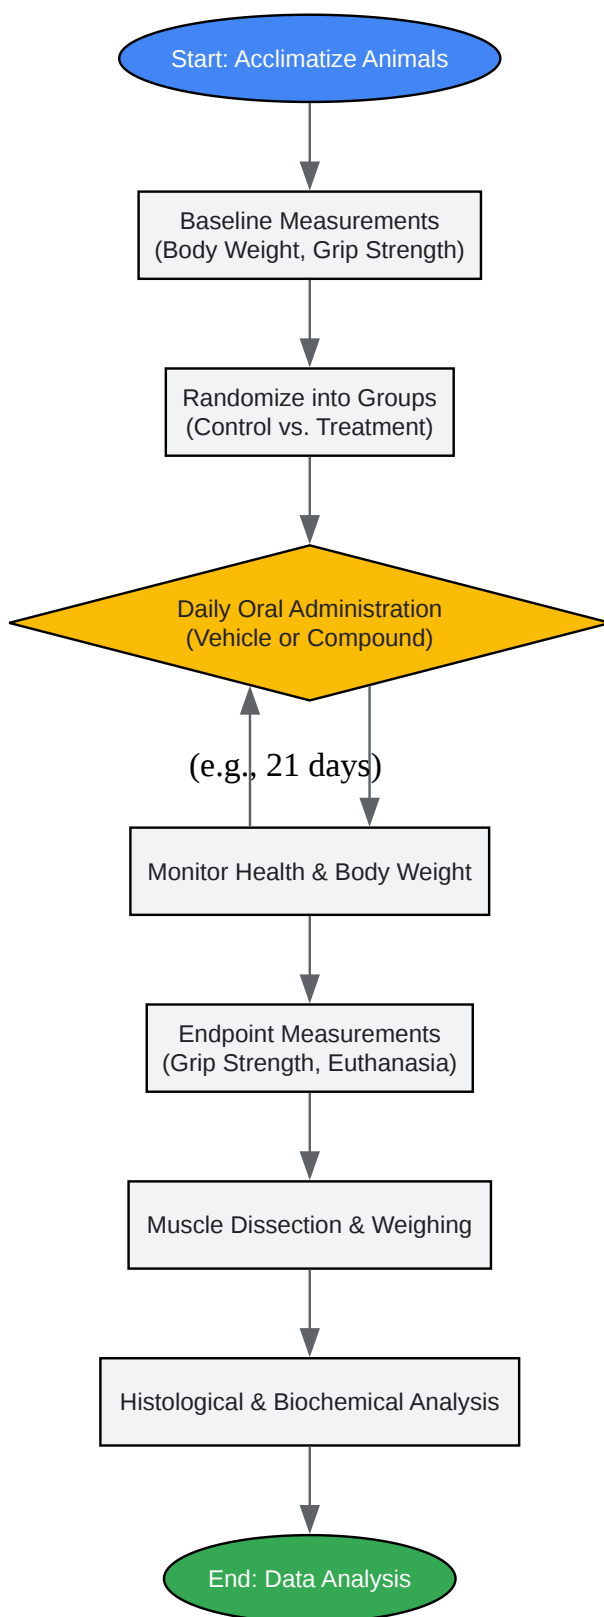 Start: Acclimatize Animals
Baseline Measurements
(Body Weight, Grip Strength)
Randomize into Groups
(Control vs. Treatment)
Daily Oral Administration
(Vehicle or Compound)
(e.g., 21 days)
Monitor Health & Body Weight
Endpoint Measurements
(Grip Strength, Euthanasia)
Muscle Dissection & Weighing
Histological & Biochemical Analysis
End: Data Analysis